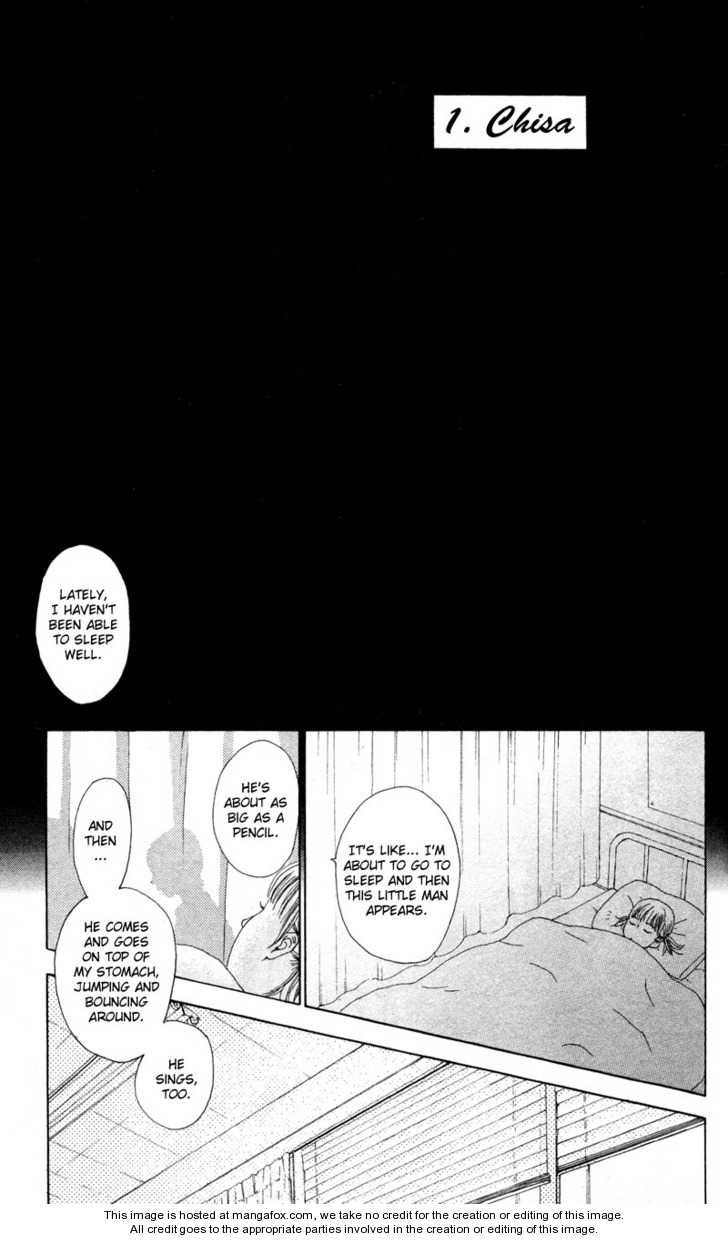 1. Chisa
LATELY,
I HAVEN'T
BEEN ABLE
TO SLEEP
WELL.
IT'S LIKE... I'M
ABOUT TO GO TO
SLEEP AND THEN
THIS LITTLE MAN
APPEARS.
HE'S
ABOUT AS
BIG AS A
PENCIL.
AND
THEN
...
HE COMES
AND GOES
ON TOP OF
MY STOMACH,
JUMPING AND
BOUNCING
AROUND.
HE
SINGS,
TOO.
This image is hosted at mangafox.com, we take no credit for the creation or editing of this image.
All credit goes to the appropriate parties involved in the creation or editing of this image.